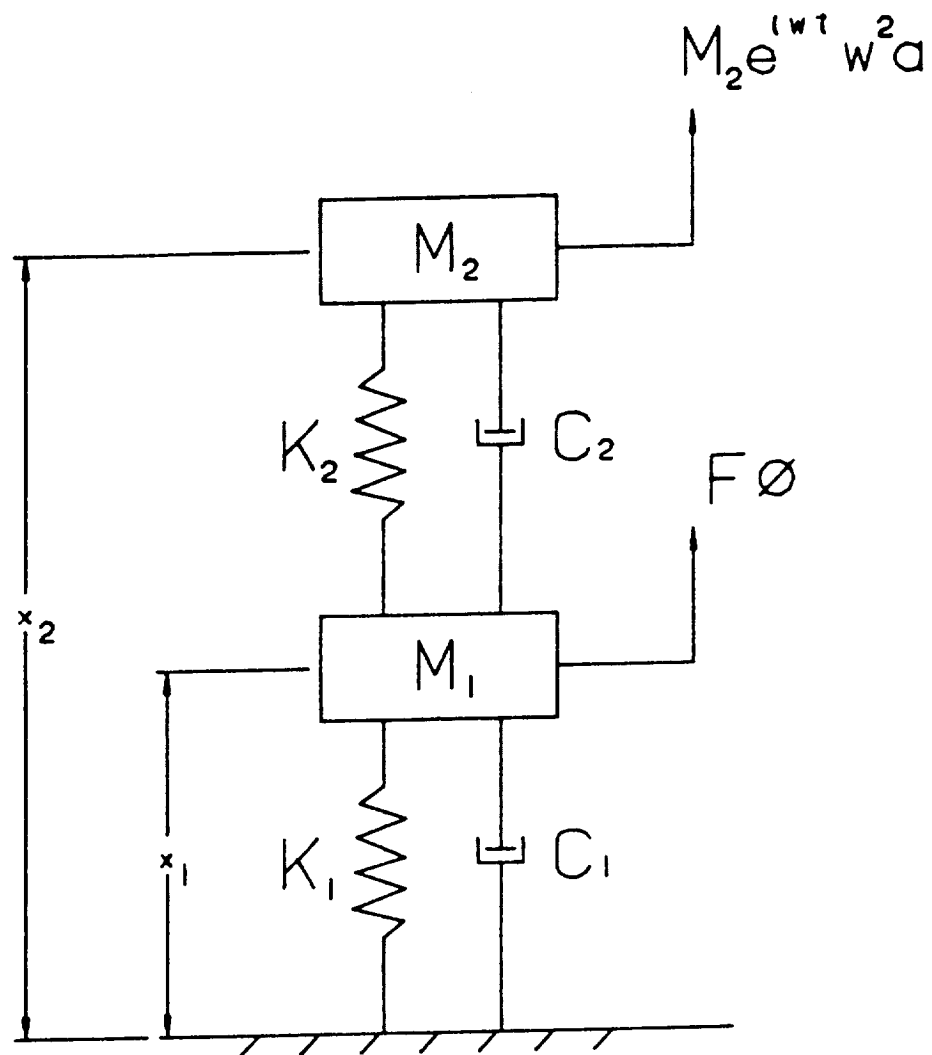 M₂e^(iwt) w²a
M₂
K₂
C₂
FØ
x₂
M₁
x₁
K₁
C₁